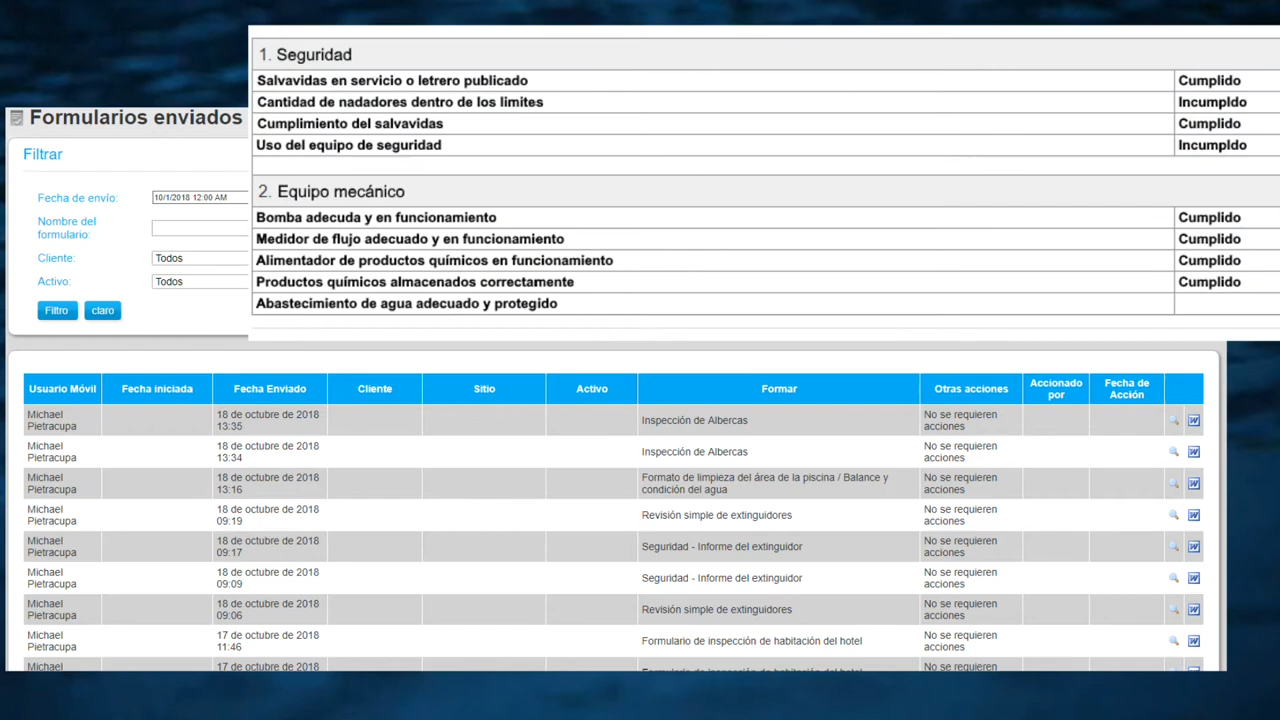 1. Seguridad
Salvavidas en servicio o letrero publicado Cumplido
Cantidad de nadadores dentro de los limites Incumpldo
Cumplimiento del salvavidas Cumplido
Uso del equipo de seguridad Incumpldo
2. Equipo mecánico
Bomba adecuda y en funcionamiento Cumplido
Medidor de flujo adecuado y en funcionamiento Cumplido
Alimentador de productos químicos en funcionamiento Cumplido
Productos químicos almacenados correctamente Cumplido
Abastecimiento de agua adecuado y protegido
Formularios enviados
Filtrar
Fecha de envío: 10/1/2018 12:00 AM
Nombre del
formulario:
Cliente: Todos
Activo: Todos
Filtro claro
Usuario Móvil Fecha iniciada Fecha Enviado Cliente Sitio Activo Formar Otras acciones Accionado por Fecha de Acción
Michael Pietracupa 18 de octubre de 2018 13:35 Inspección de Albercas No se requieren acciones
Michael Pietracupa 18 de octubre de 2018 13:34 Inspección de Albercas No se requieren acciones
Michael Pietracupa 18 de octubre de 2018 13:16 Formato de limpieza del área de la piscina / Balance y condición del agua No se requieren acciones
Michael Pietracupa 18 de octubre de 2018 09:19 Revisión simple de extinguidores No se requieren acciones
Michael Pietracupa 18 de octubre de 2018 09:17 Seguridad - Informe del extinguidor No se requieren acciones
Michael Pietracupa 18 de octubre de 2018 09:09 Seguridad - Informe del extinguidor No se requieren acciones
Michael Pietracupa 18 de octubre de 2018 09:06 Revisión simple de extinguidores No se requieren acciones
Michael Pietracupa 17 de octubre de 2018 11:46 Formulario de inspección de habitación del hotel No se requieren acciones
Michael 17 de octubre de 2018 Formulario de inspección de habitación del hotel No se requieren